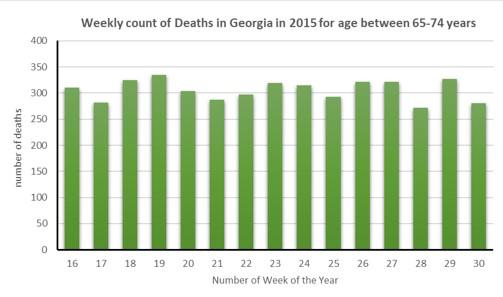 Weekly count of Deaths in Georgia in 2015 for age between 65-74 years
400
350
300
250
200
150
100
50
0
number of deaths
16 17 18 19 20 21 22 23 24 25 26 27 28 29 30
Number of Week of the Year